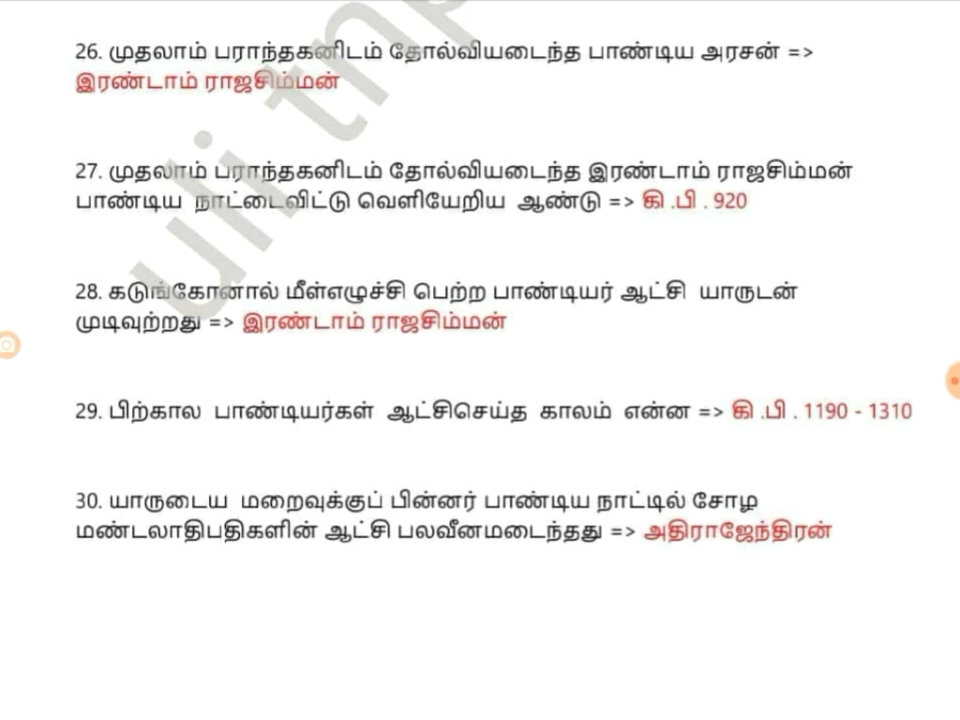 26. முதலாம் பராந்தகனிடம் தோல்வியடைந்த பாண்டிய அரசன் =>
இரண்டாம் ராஜசிம்மன்
27. முதலாம் பராந்தகனிடம் தோல்வியடைந்த இரண்டாம் ராஜசிம்மன்
பாண்டிய நாட்டைவிட்டு வெளியேறிய ஆண்டு => கி .பி . 920
28. கடுங்கோனால் மீள்எழுச்சி பெற்ற பாண்டியர் ஆட்சி யாருடன்
முடிவுற்றது => இரண்டாம் ராஜசிம்மன்
29. பிற்கால பாண்டியர்கள் ஆட்சிசெய்த காலம் என்ன => கி .பி . 1190 - 1310
30. யாருடைய மறைவுக்குப் பின்னர் பாண்டிய நாட்டில் சோழ
மண்டலாதிபதிகளின் ஆட்சி பலவீனமடைந்தது => அதிராஜேந்திரன்
uli tnp